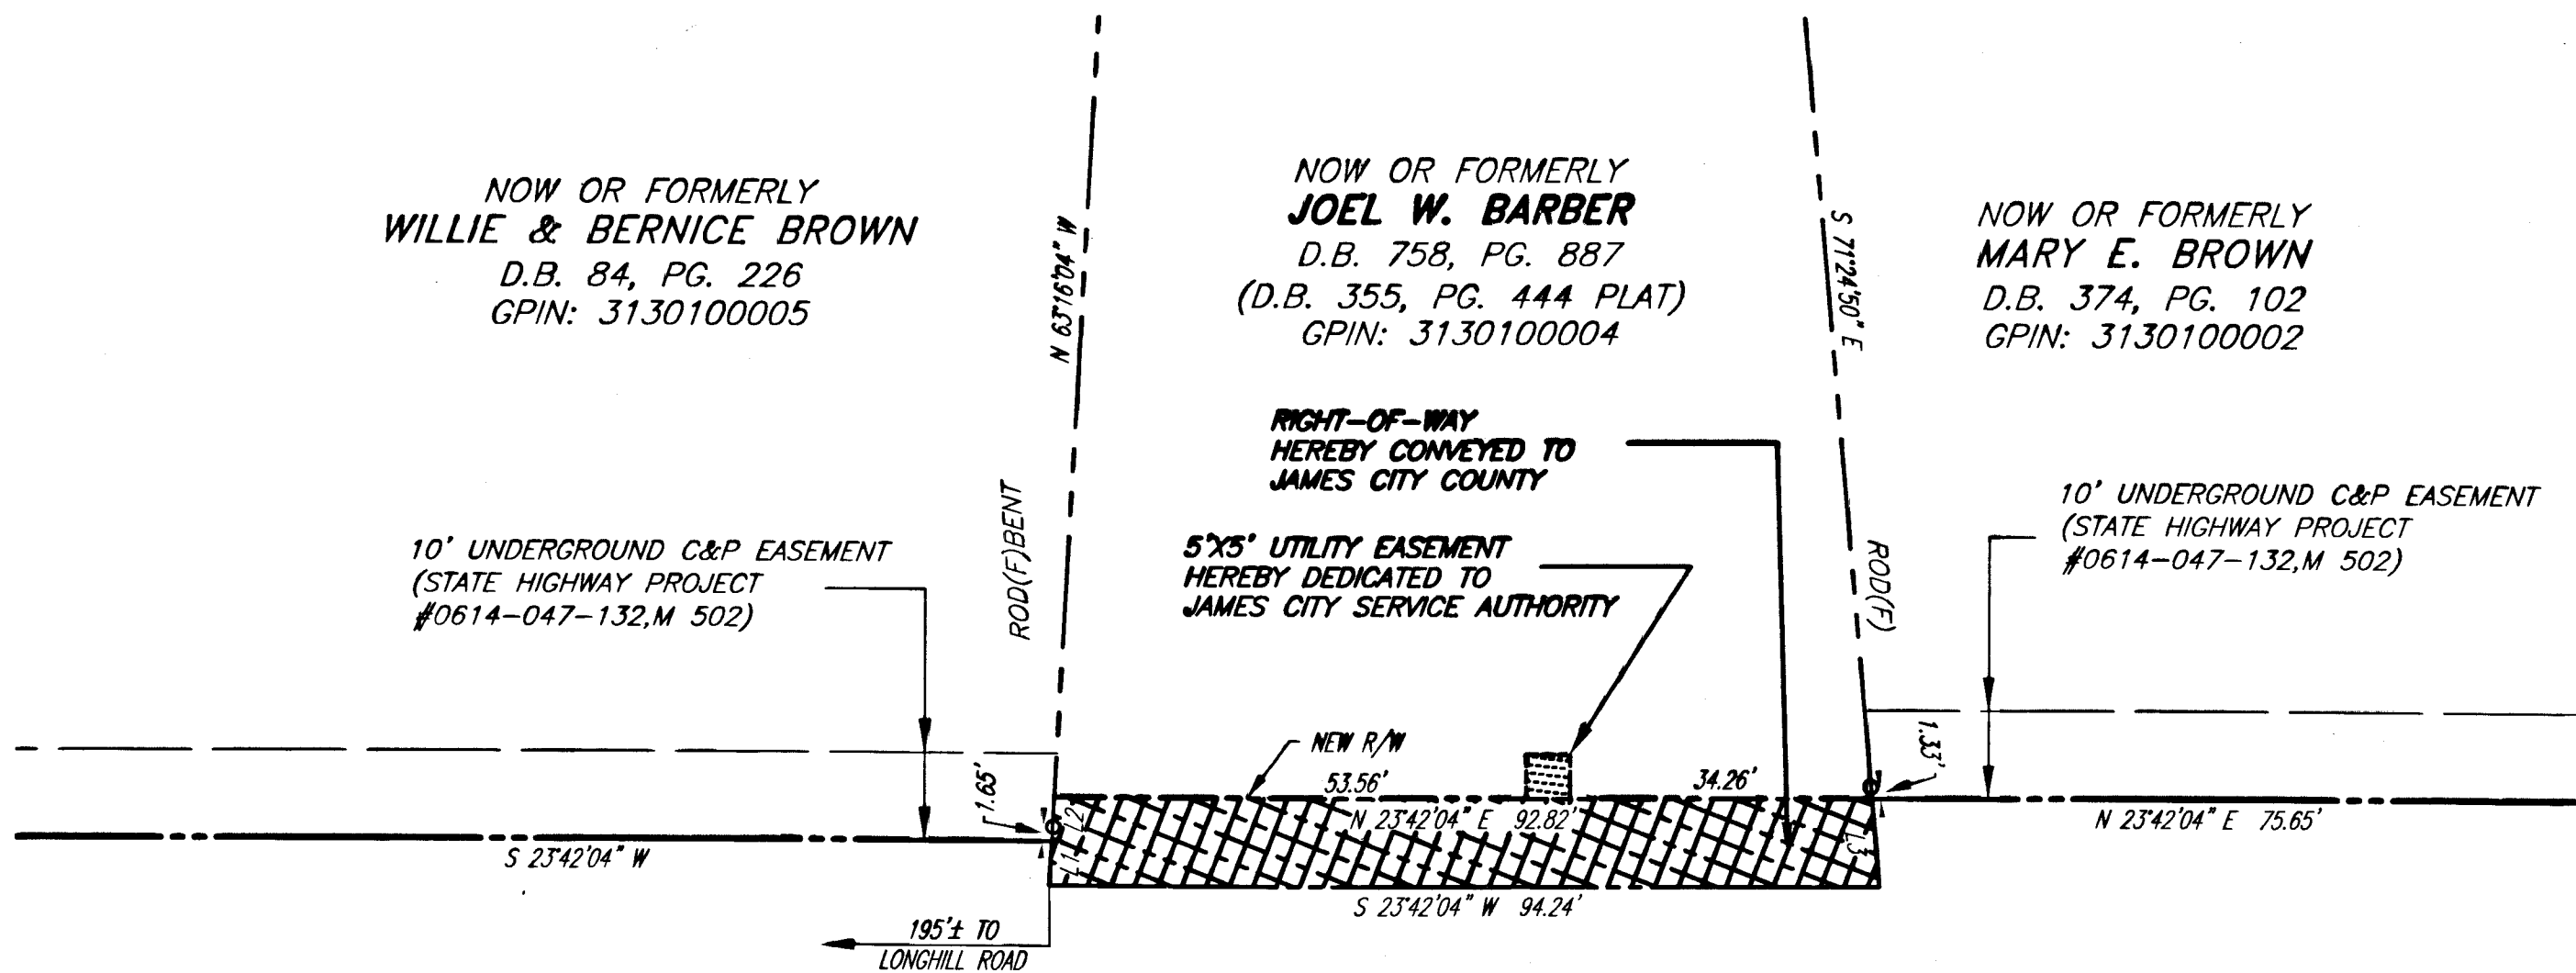 NOW OR FORMERLY
WILLIE & BERNICE BROWN
D.B. 84, PG. 226
GPIN: 3130100005
N 63°16'04" W
NOW OR FORMERLY
JOEL W. BARBER
D.B. 758, PG. 887
(D.B. 355, PG. 444 PLAT)
GPIN: 3130100004
S 71°24'50" E
NOW OR FORMERLY
MARY E. BROWN
D.B. 374, PG. 102
GPIN: 3130100002
RIGHT-OF-WAY
HEREBY CONVEYED TO
JAMES CITY COUNTY
10' UNDERGROUND C&P EASEMENT
(STATE HIGHWAY PROJECT
#0614-047-132,M 502)
ROD(F)BENT
5'X5' UTILITY EASEMENT
HEREBY DEDICATED TO
JAMES CITY SERVICE AUTHORITY
ROD(F)
10' UNDERGROUND C&P EASEMENT
(STATE HIGHWAY PROJECT
#0614-047-132,M 502)
1.65'
NEW R/W
53.56'
34.26'
1.33'
L2
L1
L3
N 23°42'04" E 92.82'
N 23°42'04" E 75.65'
S 23°42'04" W
S 23°42'04" W 94.24'
195'± TO
LONGHILL ROAD